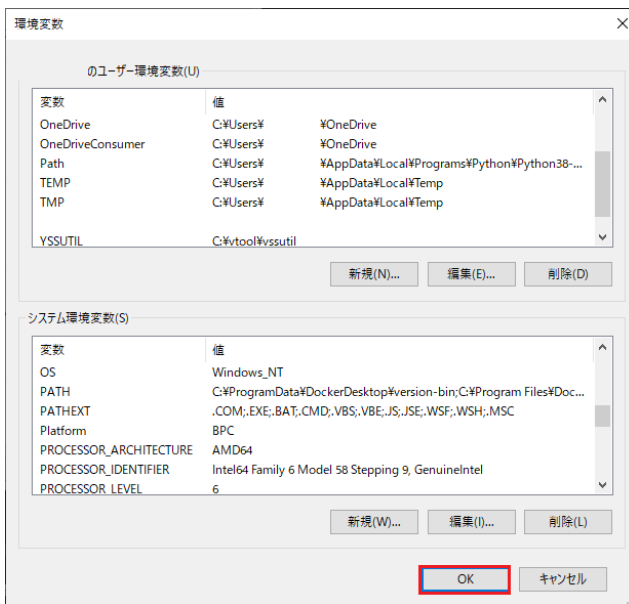 環境変数
のユーザー環境変数(U)
変数 値
OneDrive C:¥Users¥ ¥OneDrive
OneDriveConsumer C:¥Users¥ ¥OneDrive
Path C:¥Users¥ ¥AppData¥Local¥Programs¥Python¥Python38-...
TEMP C:¥Users¥ ¥AppData¥Local¥Temp
TMP C:¥Users¥ ¥AppData¥Local¥Temp
YSSUTIL C:¥vtool¥vssutil
新規(N)... 編集(E)... 削除(D)
システム環境変数(S)
変数 値
OS Windows_NT
PATH C:¥ProgramData¥DockerDesktop¥version-bin;C:¥Program Files¥Doc...
PATHEXT .COM;.EXE;.BAT;.CMD;.VBS;.VBE;.JS;.JSE;.WSF;.WSH;.MSC
Platform BPC
PROCESSOR_ARCHITECTURE AMD64
PROCESSOR_IDENTIFIER Intel64 Family 6 Model 58 Stepping 9, GenuineIntel
PROCESSOR_LEVEL 6
新規(W)... 編集(I)... 削除(L)
OK キャンセル